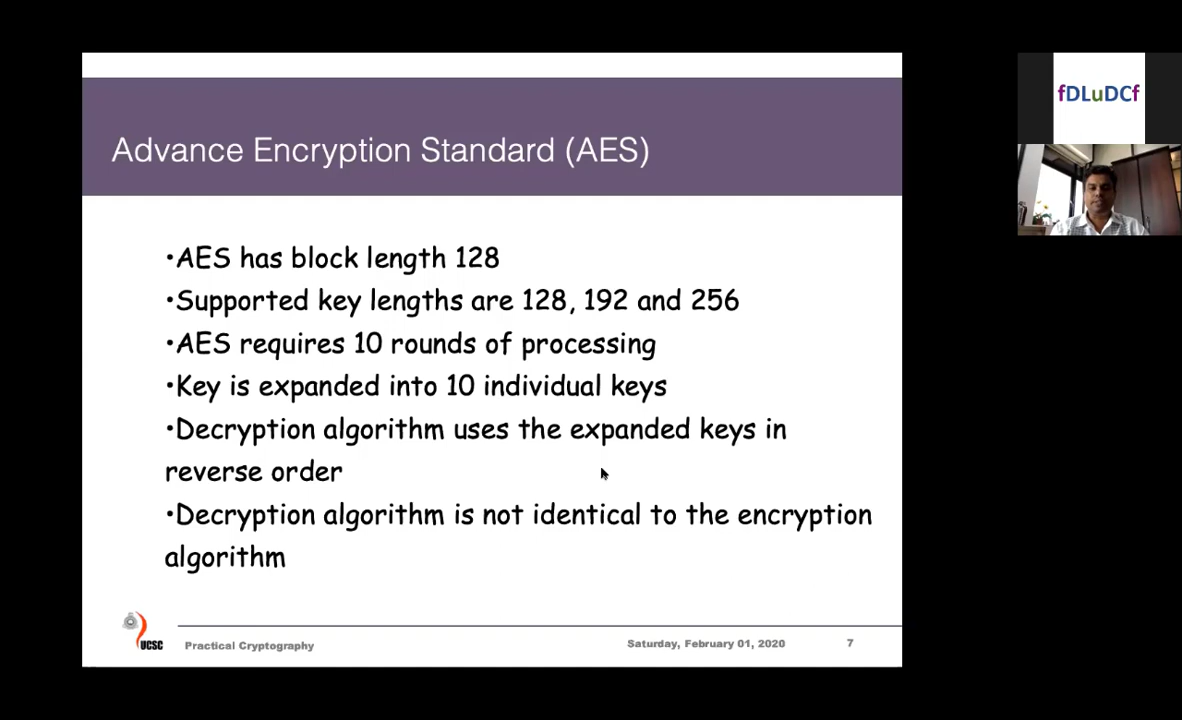 Advance Encryption Standard (AES)
•AES has block length 128
•Supported key lengths are 128, 192 and 256
•AES requires 10 rounds of processing
•Key is expanded into 10 individual keys
•Decryption algorithm uses the expanded keys in
reverse order
•Decryption algorithm is not identical to the encryption
algorithm
UCSC
Practical Cryptography
Saturday, February 01, 2020
7
fDLuDCf